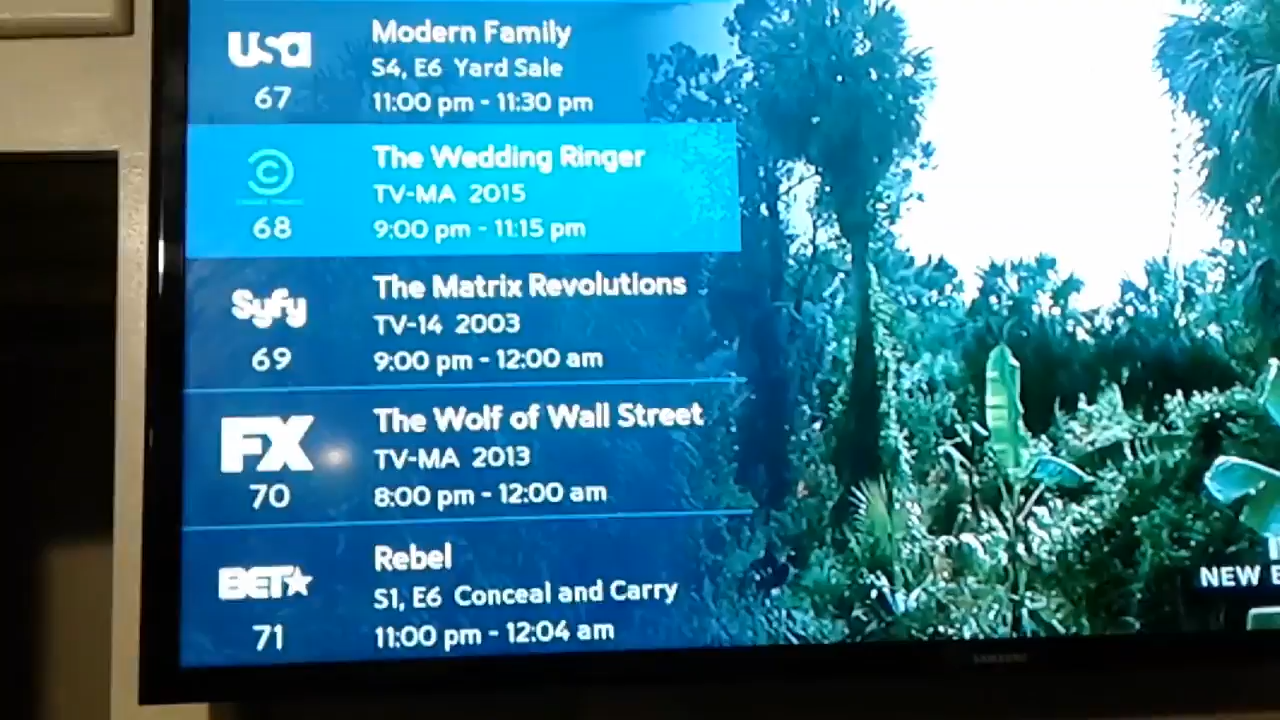 usa
Modern Family
S4, E6 Yard Sale
67
11:00 pm - 11:30 pm
The Wedding Ringer
TV-MA 2015
68
9:00 pm - 11:15 pm
Syfy
The Matrix Revolutions
TV-14 2003
69
9:00 pm - 12:00 am
FX
The Wolf of Wall Street
TV-MA 2013
70
8:00 pm - 12:00 am
BET
Rebel
S1, E6 Conceal and Carry
71
11:00 pm - 12:04 am
NEW
SAMSUNG